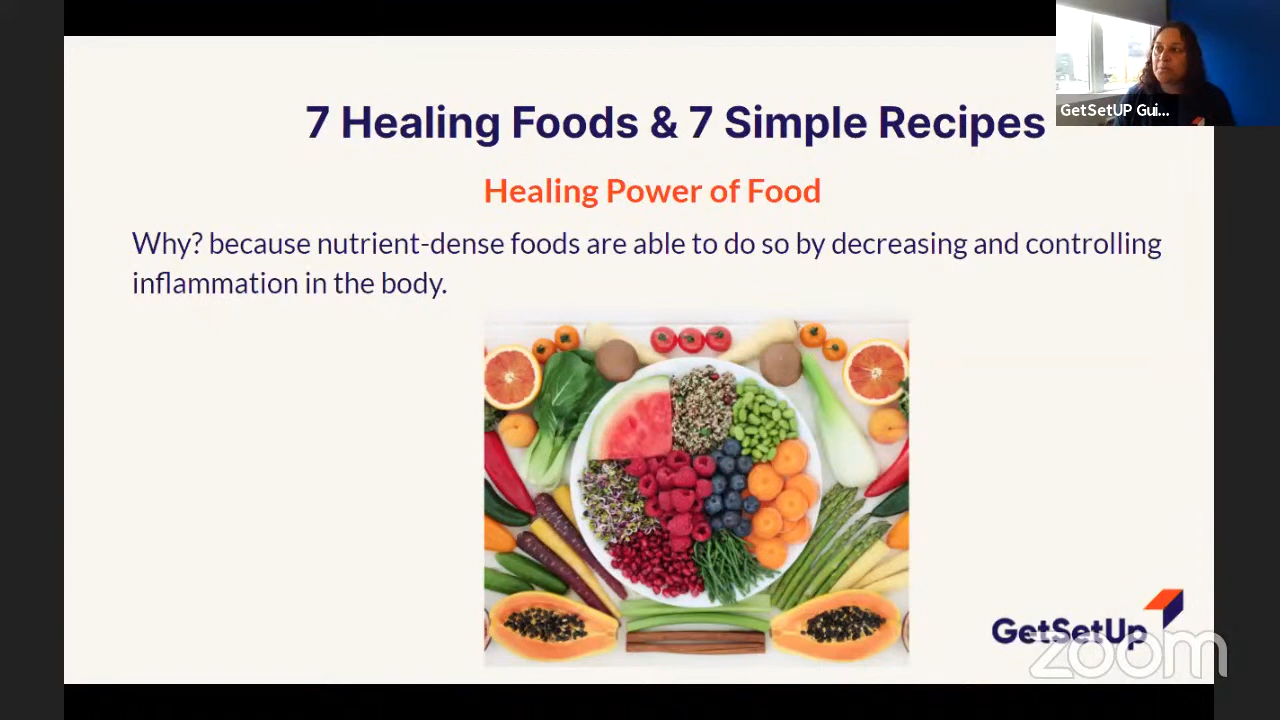 7 Healing Foods & 7 Simple Recipes
GetSetUP Gui...
Healing Power of Food
Why? because nutrient-dense foods are able to do so by decreasing and controlling
inflammation in the body.
GetSetUp
zoom